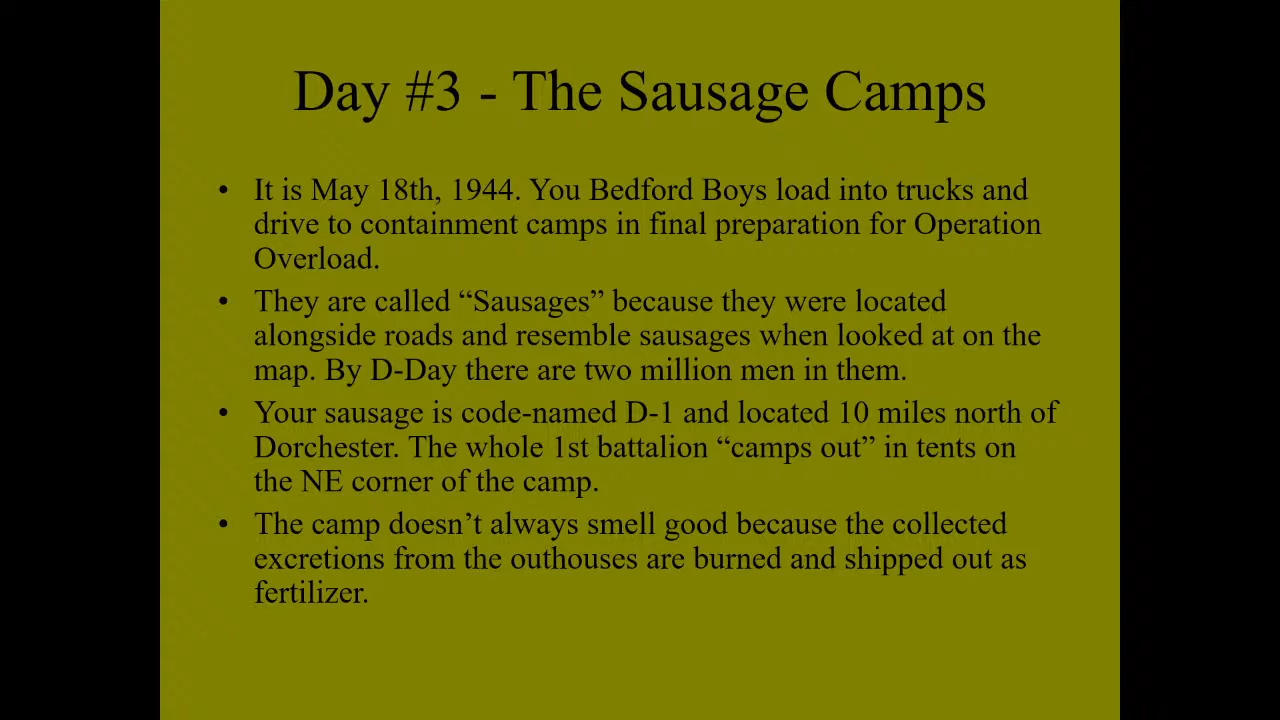 Day #3 - The Sausage Camps
• It is May 18th, 1944. You Bedford Boys load into trucks and
drive to containment camps in final preparation for Operation
Overload.
• They are called “Sausages” because they were located
alongside roads and resemble sausages when looked at on the
map. By D-Day there are two million men in them.
• Your sausage is code-named D-1 and located 10 miles north of
Dorchester. The whole 1st battalion “camps out” in tents on
the NE corner of the camp.
• The camp doesn’t always smell good because the collected
excretions from the outhouses are burned and shipped out as
fertilizer.